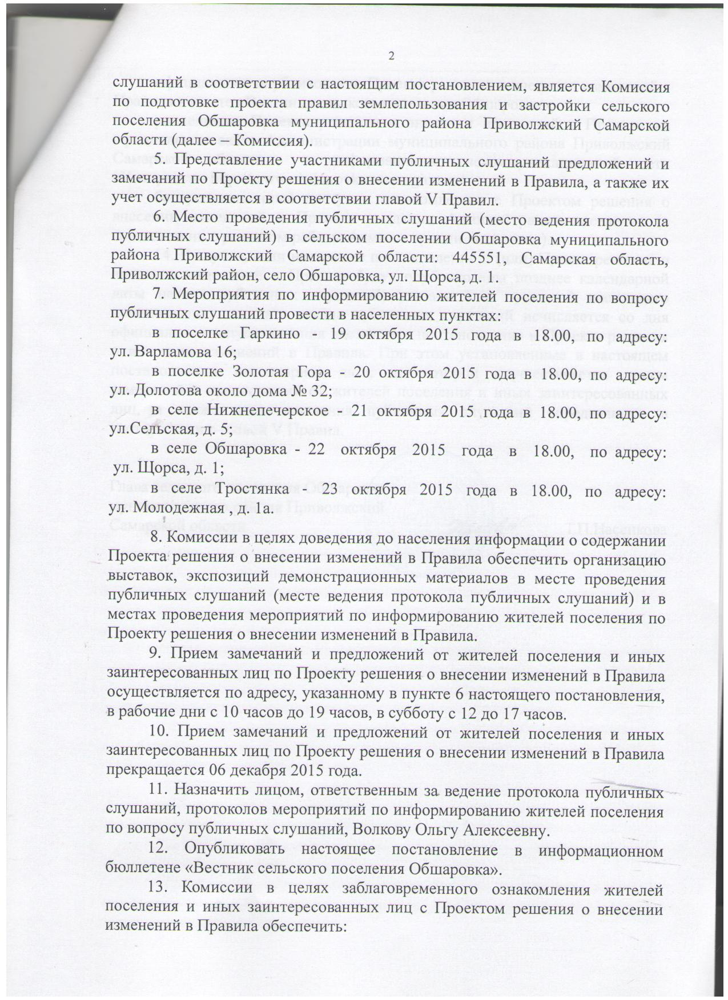 2
слушаний в соответствии с настоящим постановлением, является Комиссия
по подготовке проекта правил землепользования и застройки сельского
поселения Обшаровка муниципального района Приволжский Самарской
области (далее – Комиссия).
5. Представление участниками публичных слушаний предложений и
замечаний по Проекту решения о внесении изменений в Правила, а также их
учет осуществляется в соответствии главой V Правил.
6. Место проведения публичных слушаний (место ведения протокола
публичных слушаний) в сельском поселении Обшаровка муниципального
района Приволжский Самарской области: 445551, Самарская область,
Приволжский район, село Обшаровка, ул. Щорса, д. 1.
7. Мероприятия по информированию жителей поселения по вопросу
публичных слушаний провести в населенных пунктах:
в поселке Гаркино - 19 октября 2015 года в 18.00, по адресу:
ул. Варламова 16;
в поселке Золотая Гора - 20 октября 2015 года в 18.00, по адресу:
ул. Долотова около дома № 32;
в селе Нижнепечерское - 21 октября 2015 года в 18.00, по адресу:
ул.Сельская, д. 5;
в селе Обшаровка - 22 октября 2015 года в 18.00, по адресу:
ул. Щорса, д. 1;
в селе Тростянка - 23 октября 2015 года в 18.00, по адресу:
ул. Молодежная , д. 1а.
8. Комиссии в целях доведения до населения информации о содержании
Проекта решения о внесении изменений в Правила обеспечить организацию
выставок, экспозиций демонстрационных материалов в месте проведения
публичных слушаний (месте ведения протокола публичных слушаний) и в
местах проведения мероприятий по информированию жителей поселения по
Проекту решения о внесении изменений в Правила.
9. Прием замечаний и предложений от жителей поселения и иных
заинтересованных лиц по Проекту решения о внесении изменений в Правила
осуществляется по адресу, указанному в пункте 6 настоящего постановления,
в рабочие дни с 10 часов до 19 часов, в субботу с 12 до 17 часов.
10. Прием замечаний и предложений от жителей поселения и иных
заинтересованных лиц по Проекту решения о внесении изменений в Правила
прекращается 06 декабря 2015 года.
11. Назначить лицом, ответственным за ведение протокола публичных
слушаний, протоколов мероприятий по информированию жителей поселения
по вопросу публичных слушаний, Волкову Ольгу Алексеевну.
12. Опубликовать настоящее постановление в информационном
бюллетене «Вестник сельского поселения Обшаровка».
13. Комиссии в целях заблаговременного ознакомления жителей
поселения и иных заинтересованных лиц с Проектом решения о внесении
изменений в Правила обеспечить: